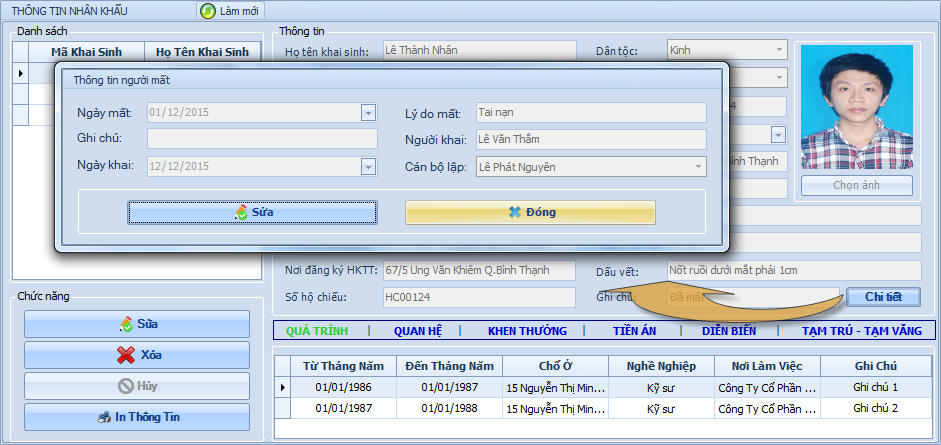 THÔNG TIN NHÂN KHẨU
Làm mới
Danh sách
Mã Khai Sinh Họ Tên Khai Sinh
Thông tin
Họ tên khai sinh: Lê Thành Nhân
Dân tộc: Kinh
Thông tin người mất
Ngày mất: 01/12/2015
Lý do mất: Tai nạn
Ghi chú:
Người khai: Lê Văn Thắm
Ngày khai: 12/12/2015
Cán bộ lập: Lê Phát Nguyên
Sửa
Đóng
4
Bình Thạnh
Chọn ảnh
Nơi đăng ký HKTT: 67/5 Ung Văn Khiêm Q.Bình Thạnh
Dấu vết: Nốt ruồi dưới mắt phải 1cm
Số hộ chiếu: HC00124
Ghi chú: Đã mất
Chi tiết
Chức năng
Sửa
Xóa
Hủy
In Thông Tin
QUÁ TRÌNH | QUAN HỆ | KHEN THƯỞNG | TIỀN ÁN | DIỄN BIẾN | TẠM TRÚ - TẠM VẮNG
Từ Tháng Năm Đến Tháng Năm Chổ Ở Nghề Nghiệp Nơi Làm Việc Ghi Chú
01/01/1986 01/01/1987 15 Nguyễn Thị Min... Kỹ sư Công Ty Cổ Phần ... Ghi chú 1
01/01/1987 01/01/1988 15 Nguyễn Thị Min... Kỹ sư Công Ty Cổ Phần ... Ghi chú 2